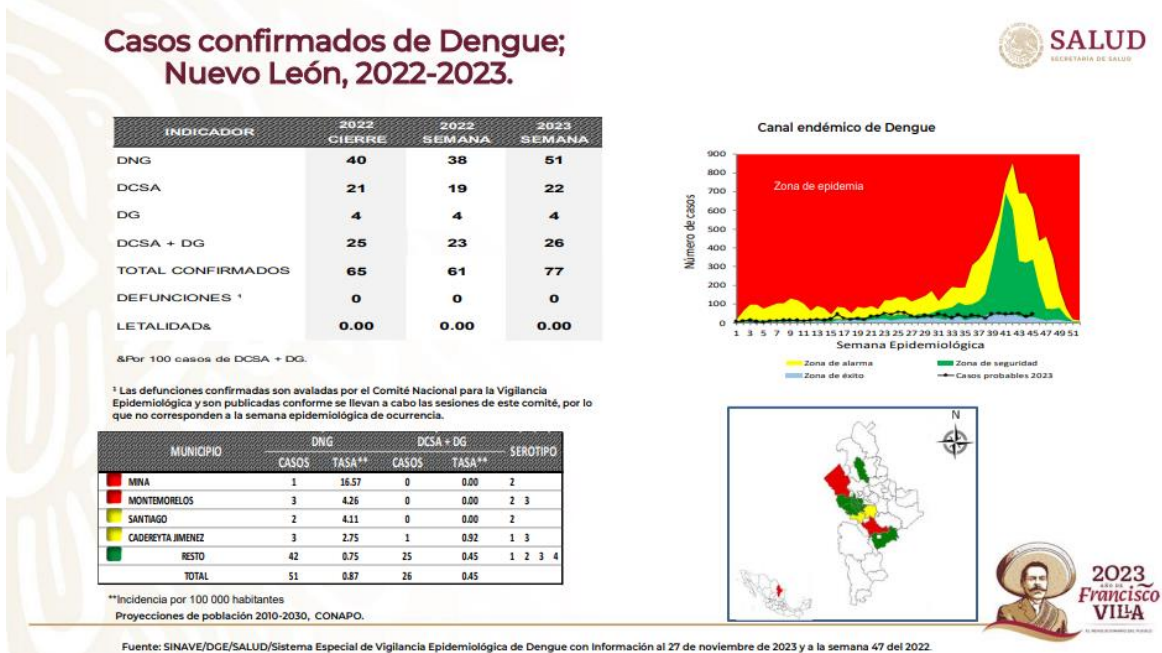 Casos confirmados de Dengue;
Nuevo León, 2022-2023.
SALUD
SECRETARÍA DE SALUD
INDICADOR 2022 CIERRE 2022 SEMANA 2023 SEMANA
DNG 40 38 51
DCSA 21 19 22
DG 4 4 4
DCSA + DG 25 23 26
TOTAL CONFIRMADOS 65 61 77
DEFUNCIONES ¹ 0 0 0
LETALIDAD& 0.00 0.00 0.00
&Por 100 casos de DCSA + DG.
¹ Las defunciones confirmadas son avaladas por el Comité Nacional para la Vigilancia
Epidemiológica y son publicadas conforme se llevan a cabo las sesiones de este comité, por lo
que no corresponden a la semana epidemiológica de ocurrencia.
MUNICIPIO DNG DCSA + DG SEROTIPO
CASOS TASA** CASOS TASA**
MINA 1 16.57 0 0.00 2
MONTEMORELOS 3 4.26 0 0.00 2 3
SANTIAGO 2 4.11 0 0.00 2
CADEREYTA JIMENEZ 3 2.75 1 0.92 1 3
RESTO 42 0.75 25 0.45 1 2 3 4
TOTAL 51 0.87 26 0.45
**Incidencia por 100 000 habitantes
Proyecciones de población 2010-2030, CONAPO.
Canal endémico de Dengue
Número de casos
900
800
700
600
500
400
300
200
100
0
Zona de epidemia
1 3 5 7 9 11 13 15 17 19 21 23 25 27 29 31 33 35 37 39 41 43 45 47 49 51
Semana Epidemiológica
Zona de alarma Zona de seguridad
Zona de éxito Casos probables 2023
N
2023
AÑO DE
Francisco
VILLA
EL REVOLUCIONARIO DEL PUEBLO
Fuente: SINAVE/DGE/SALUD/Sistema Especial de Vigilancia Epidemiológica de Dengue con Información al 27 de noviembre de 2023 y a la semana 47 del 2022.